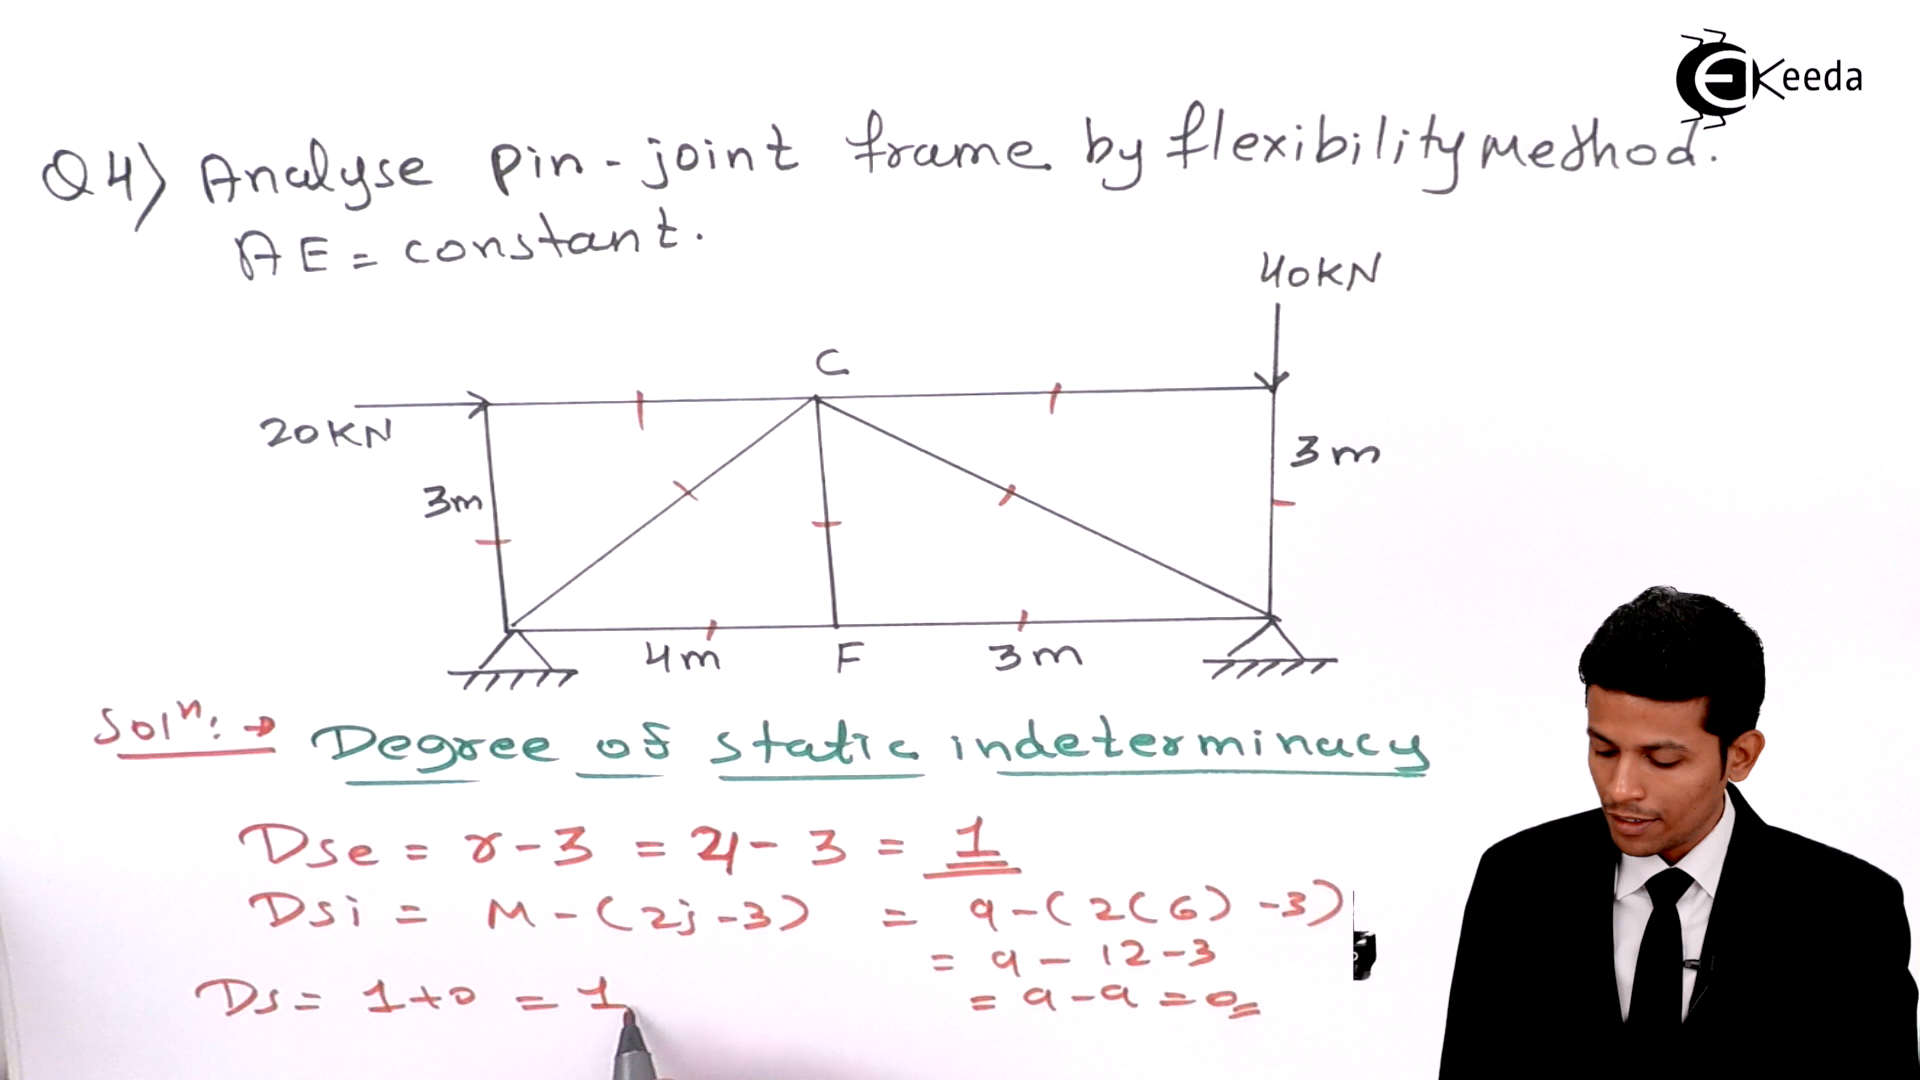 EKeeda
Q4) Analyse pin-joint frame by flexibility Method.
AE = constant.
40KN
C
20KN
3m
3m
4m
F
3m
Solⁿ: → Degree of static indeterminacy
Dse = r - 3 = 4 - 3 = 1
Dsi = M - (2j - 3) = 9 - (2(6) - 3)
= 9 - 12 - 3
Ds = 1 + 0 = 1
= 9 - 9 = 0